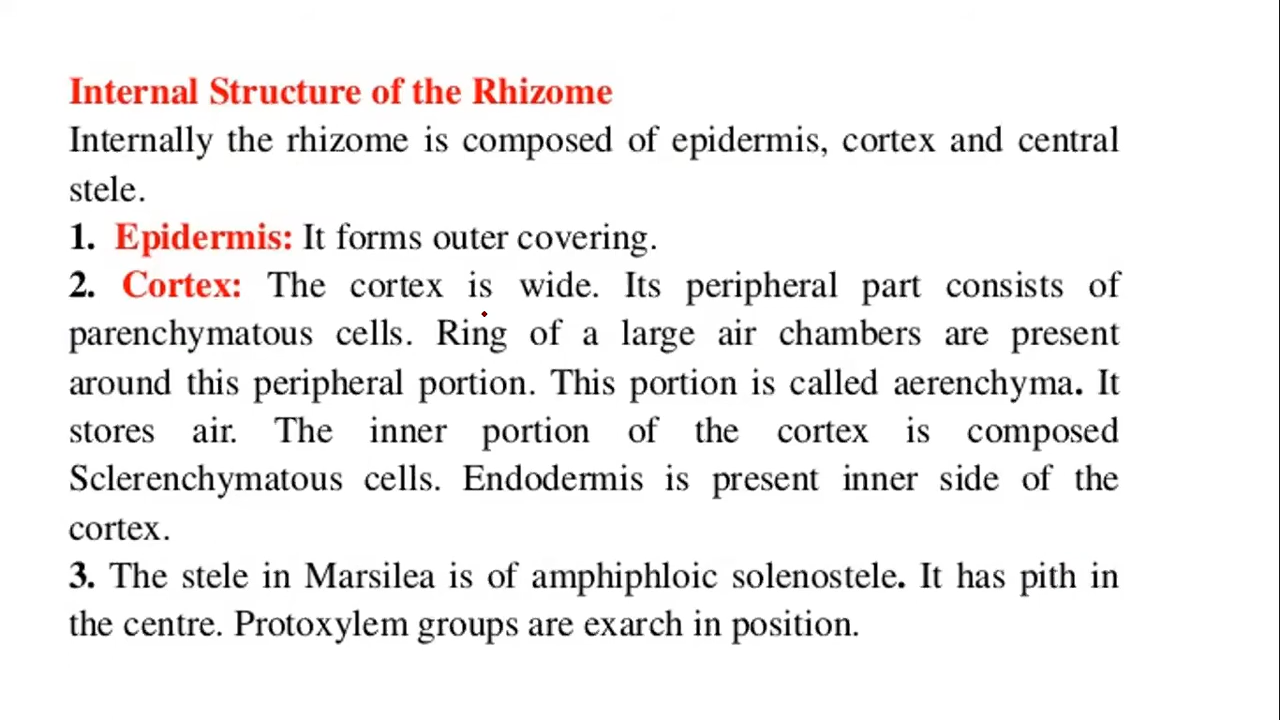 Internal Structure of the Rhizome
Internally the rhizome is composed of epidermis, cortex and central
stele.
1. Epidermis: It forms outer covering.
2. Cortex: The cortex is wide. Its peripheral part consists of
parenchymatous cells. Ring of a large air chambers are present
around this peripheral portion. This portion is called aerenchyma. It
stores air. The inner portion of the cortex is composed
Sclerenchymatous cells. Endodermis is present inner side of the
cortex.
3. The stele in Marsilea is of amphiphloic solenostele. It has pith in
the centre. Protoxylem groups are exarch in position.